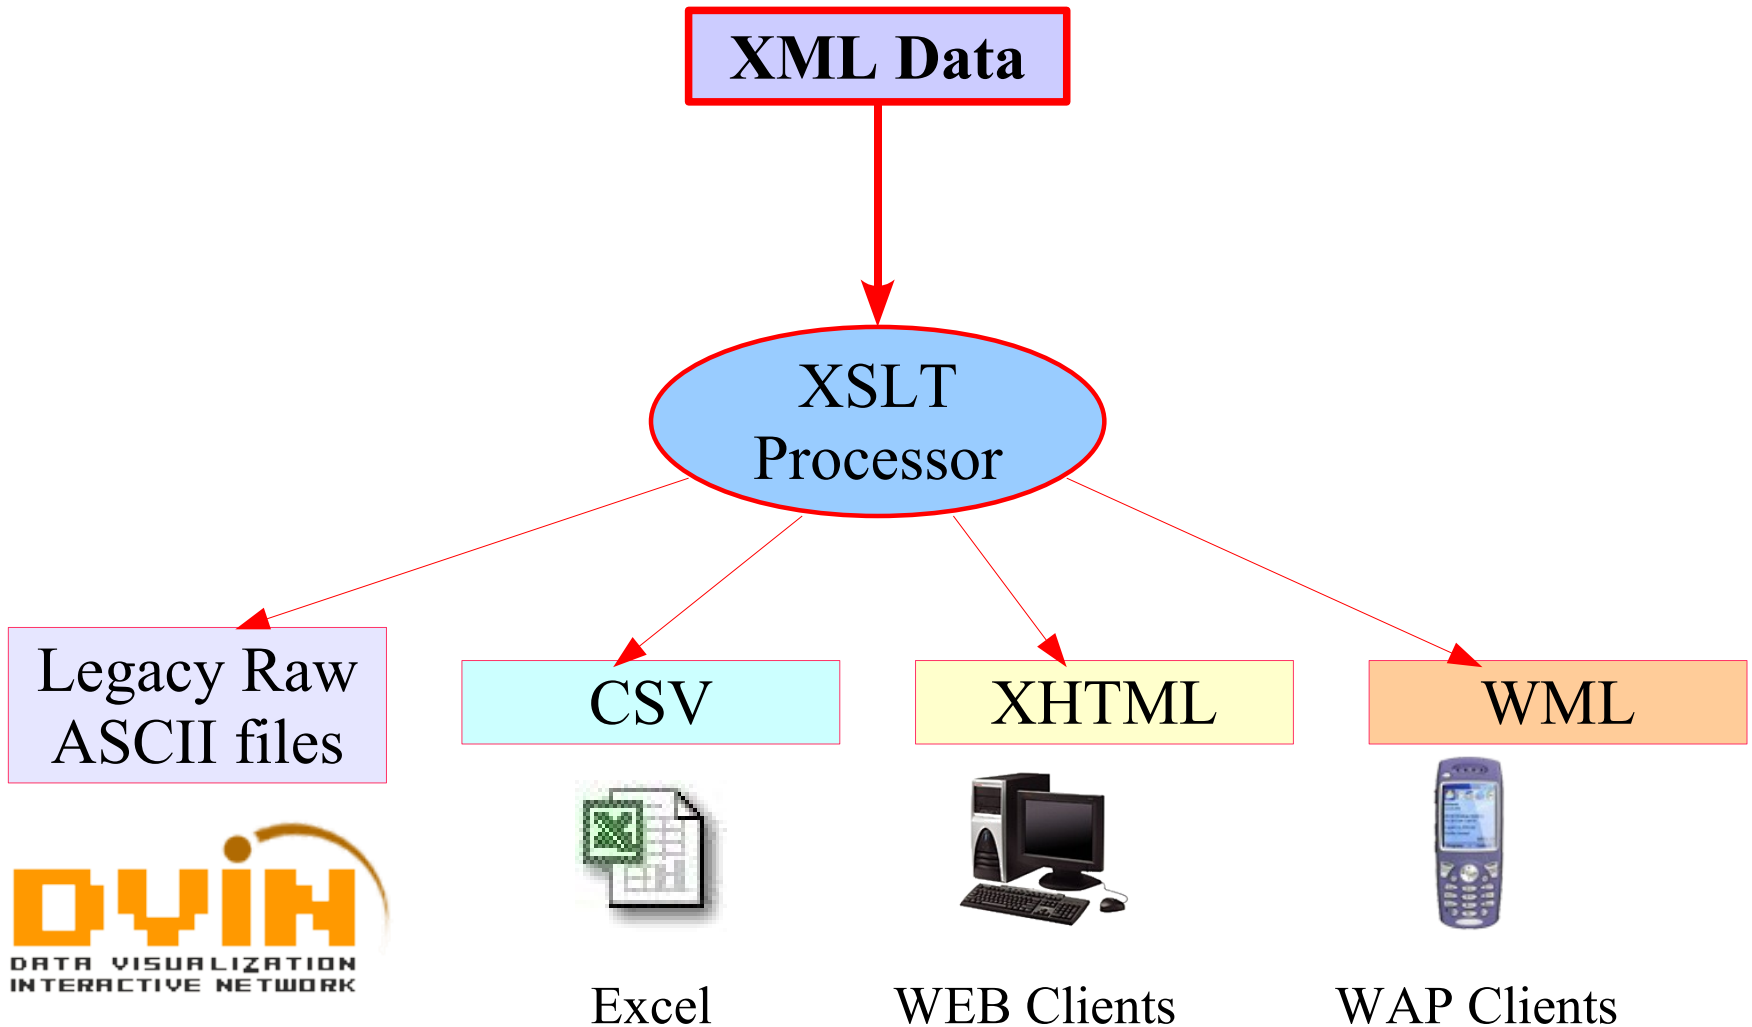 XML Data
XSLT
Processor
Legacy Raw
ASCII files
CSV
XHTML
WML
DViN
DATA VISUALIZATION
INTERACTIVE NETWORK
Excel
WEB Clients
WAP Clients